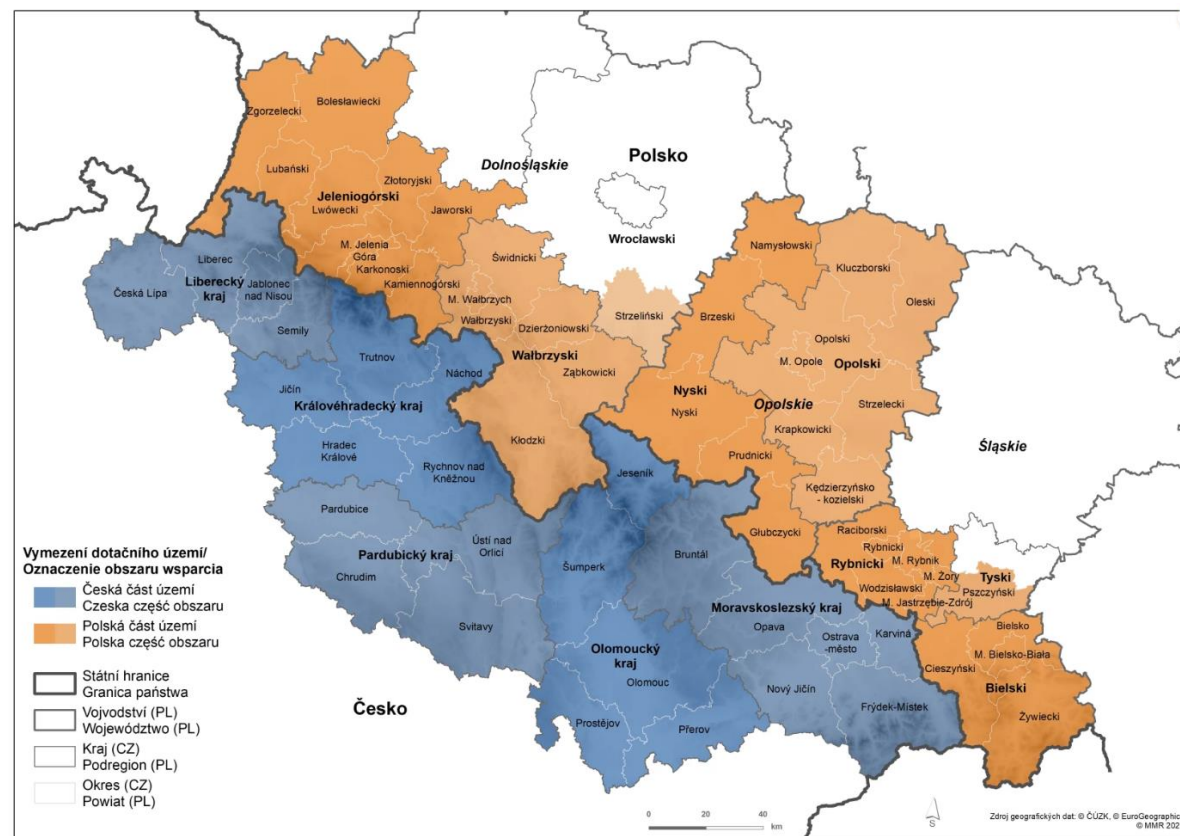 Zgorzelecki
Bolesławiecki
Lubański
Złotoryjski
Jeleniogórski
Lwówecki
Jaworski
M. Jelenia
Góra
Karkonoski
Kamiennogórski
Dolnośląskie
Polsko
Wrocławski
Świdnicki
M. Wałbrzych
Wałbrzyski
Dzierżoniowski
Strzeliński
Wałbrzyski
Ząbkowicki
Kłodzki
Namysłowski
Kluczborski
Oleski
Brzeski
Opolski
M. Opole
Opolski
Nyski
Nyski
Opolskie
Strzelecki
Krapkowicki
Prudnicki
Kędzierzyńsko
- kozielski
Głubczycki
Śląskie
Raciborski
Rybnicki
M. Rybnik
Rybnicki
M. Żory
Wodzisławski
M. Jastrzębie-Zdrój
Tyski
Pszczyński
Bielsko
M. Bielsko-Biała
Cieszyński
Bielski
Żywiecki
Česká Lípa
Liberec
Liberecký
kraj
Jablonec
nad Nisou
Semily
Trutnov
Náchod
Jičín
Královéhradecký kraj
Hradec
Králové
Rychnov nad
Kněžnou
Pardubice
Pardubický kraj
Ústí nad
Orlicí
Chrudim
Svitavy
Jeseník
Šumperk
Bruntál
Moravskoslezský kraj
Opava
Ostrava
-město
Karviná
Olomoucký
kraj
Olomouc
Nový Jičín
Frýdek-Místek
Prostějov
Přerov
Česko
Vymezení dotačního území/
Oznaczenie obszaru wsparcia
Česká část území
Czeska część obszaru
Polská část území
Polska część obszaru
Státní hranice
Granica państwa
Vojvodství (PL)
Województwo (PL)
Kraj (CZ)
Podregion (PL)
Okres (CZ)
Powiat (PL)
0 20 40
km
S
Zdroj geografických dat: © ČÚZK, © EuroGeographic
© MMR 202